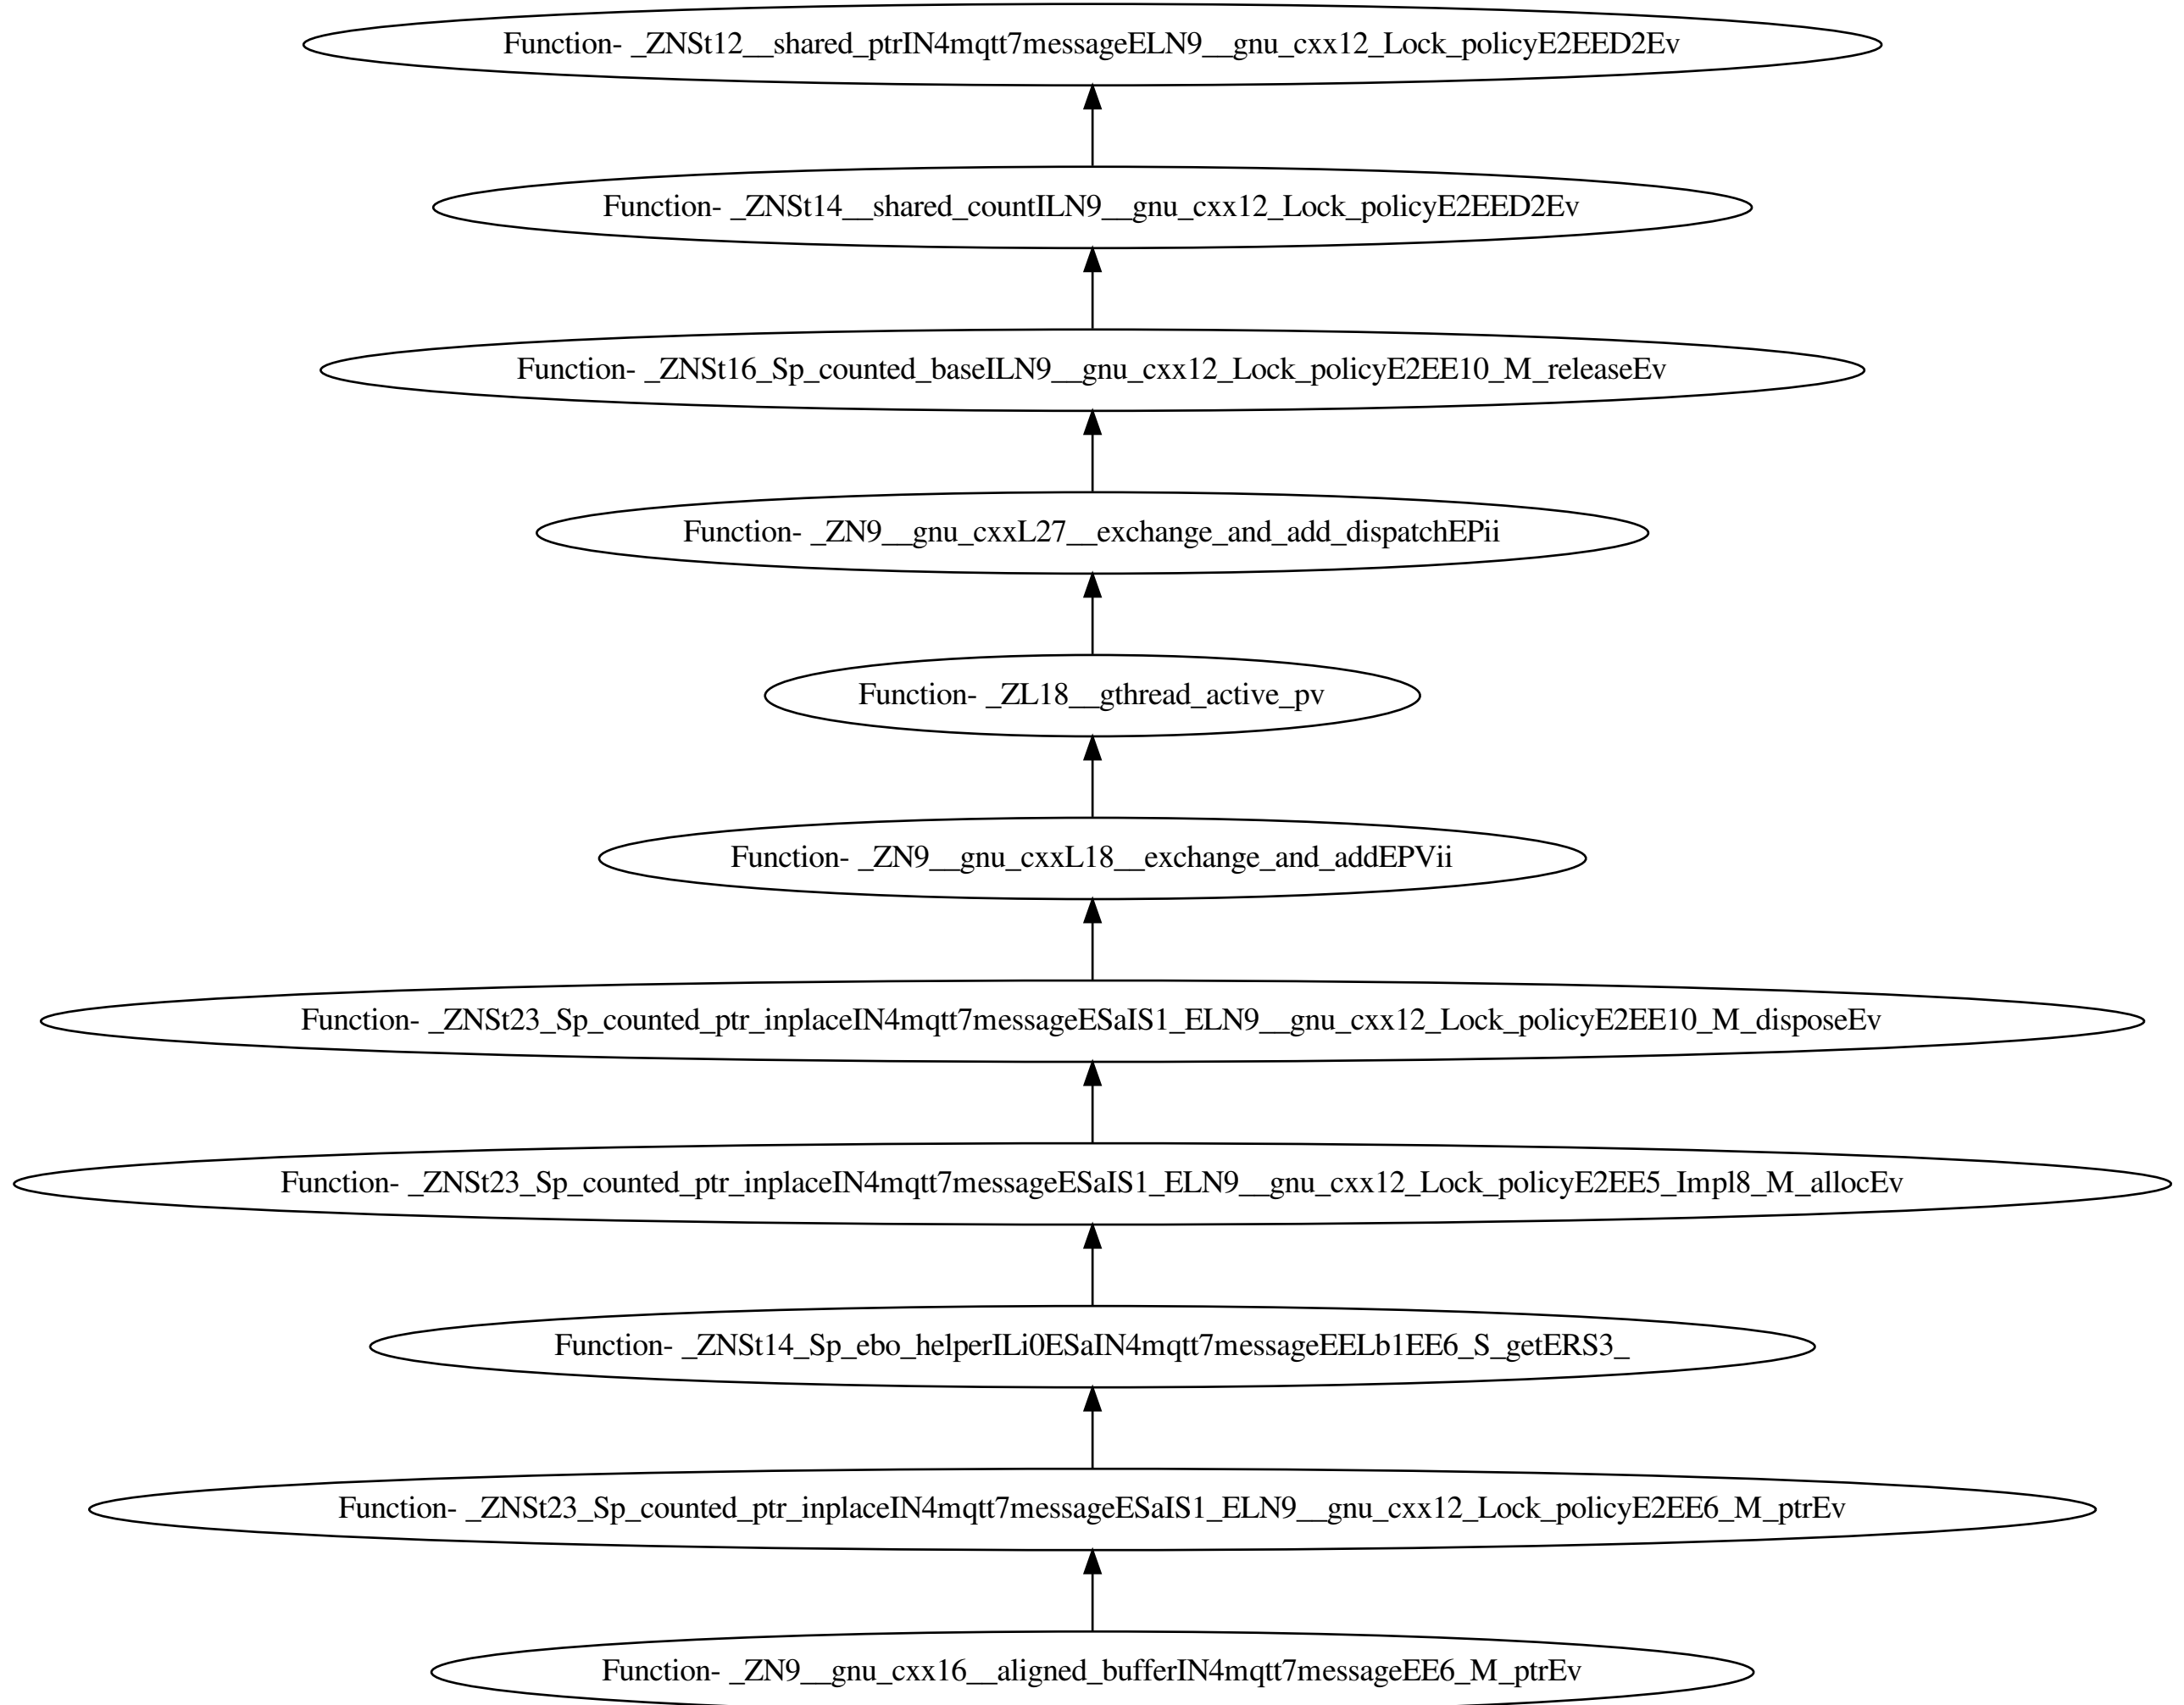 Function- _ZNSt12__shared_ptrIN4mqtt7messageELN9__gnu_cxx12_Lock_policyE2EED2Ev
Function- _ZNSt14__shared_countILN9__gnu_cxx12_Lock_policyE2EED2Ev
Function- _ZNSt16_Sp_counted_baseILN9__gnu_cxx12_Lock_policyE2EE10_M_releaseEv
Function- _ZN9__gnu_cxxL27__exchange_and_add_dispatchEPii
Function- _ZL18__gthread_active_pv
Function- _ZN9__gnu_cxxL18__exchange_and_addEPVii
Function- _ZNSt23_Sp_counted_ptr_inplaceIN4mqtt7messageESaIS1_ELN9__gnu_cxx12_Lock_policyE2EE10_M_disposeEv
Function- _ZNSt23_Sp_counted_ptr_inplaceIN4mqtt7messageESaIS1_ELN9__gnu_cxx12_Lock_policyE2EE5_Impl8_M_allocEv
Function- _ZNSt14_Sp_ebo_helperILi0ESaIN4mqtt7messageEELb1EE6_S_getERS3_
Function- _ZNSt23_Sp_counted_ptr_inplaceIN4mqtt7messageESaIS1_ELN9__gnu_cxx12_Lock_policyE2EE6_M_ptrEv
Function- _ZN9__gnu_cxx16__aligned_bufferIN4mqtt7messageEE6_M_ptrEv